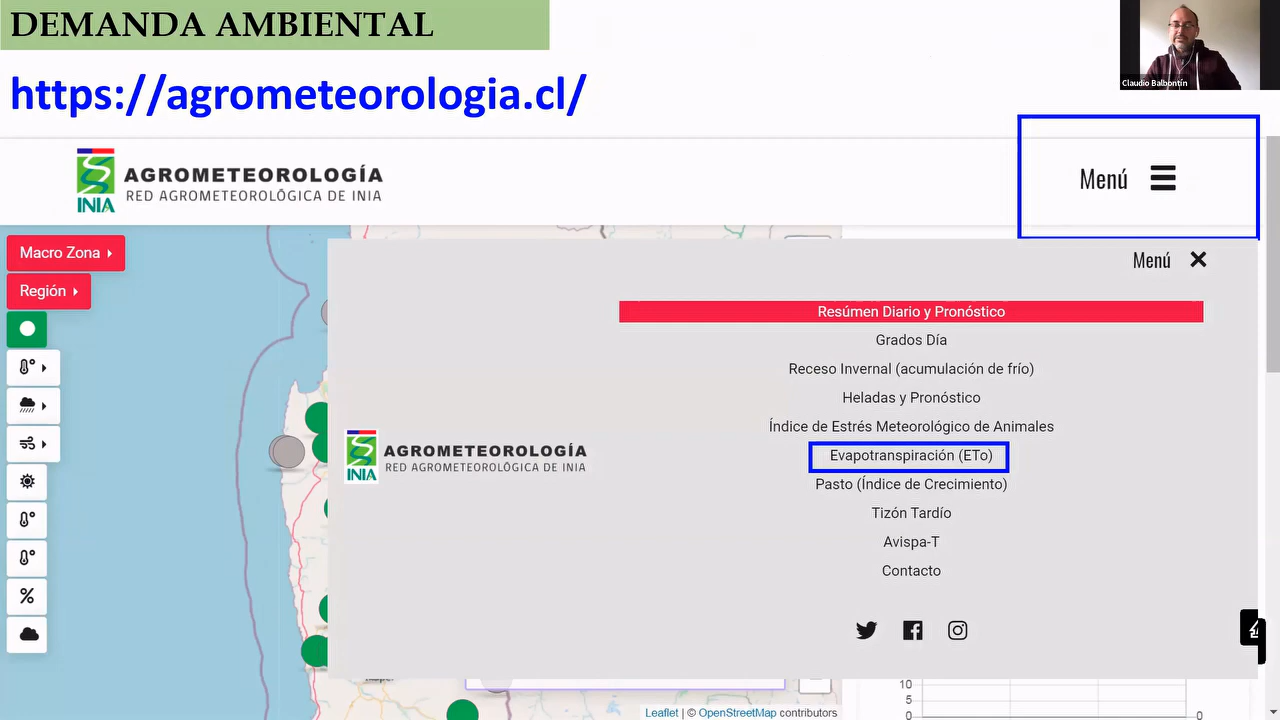 DEMANDA AMBIENTAL
https://agrometeorologia.cl/
Claudio Balbontín
AGROMETEOROLOGÍA
RED AGROMETEOROLÓGICA DE INIA
INIA
Menú
Macro Zona
Región
Menú
Resúmen Diario y Pronóstico
Grados Día
Receso Invernal (acumulación de frío)
Heladas y Pronóstico
Índice de Estrés Meteorológico de Animales
Evapotranspiración (ETo)
Pasto (Índice de Crecimiento)
Tizón Tardío
Avispa-T
Contacto
AGROMETEOROLOGÍA
RED AGROMETEOROLÓGICA DE INIA
INIA
%
10
5
0
0
Leaflet | © OpenStreetMap contributors